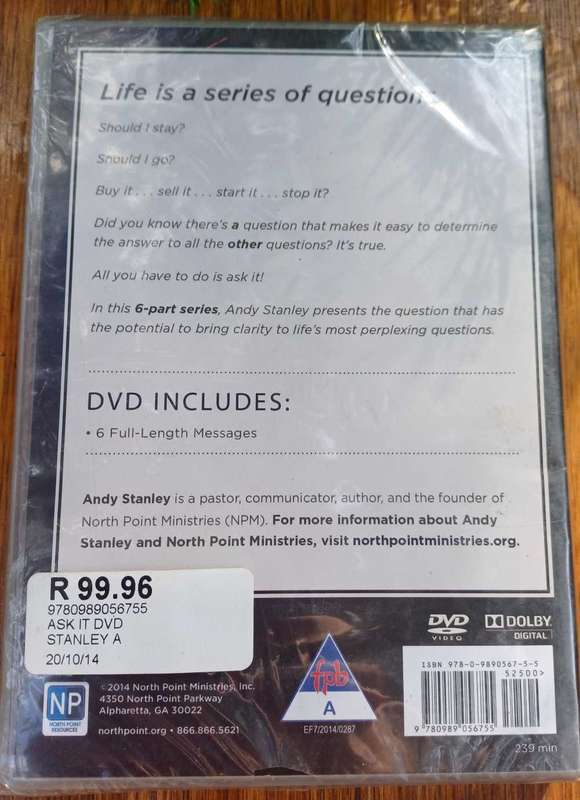 Life is a series of questions.
Should I stay?
Should I go?
Buy it . . . sell it . . . start it . . . stop it?
Did you know there's a question that makes it easy to determine
the answer to all the other questions? It's true.
All you have to do is ask it!
In this 6-part series, Andy Stanley presents the question that has
the potential to bring clarity to life's most perplexing questions.
DVD INCLUDES:
• 6 Full-Length Messages
Andy Stanley is a pastor, communicator, author, and the founder of
North Point Ministries (NPM). For more information about Andy
Stanley and North Point Ministries, visit northpointministries.org.
R 99.96
9780989056755
ASK IT DVD
STANLEY A
20/10/14
NP
NORTH POINT
RESOURCES
©2014 North Point Ministries, Inc.
4350 North Point Parkway
Alpharetta, GA 30022
northpoint.org • 866.866.5621
fpb
A
EF7/2014/0287
DVD
VIDEO
DOLBY
DIGITAL
ISBN 978-0-9890567-5-5
52500>
9 780989 056755
239 min